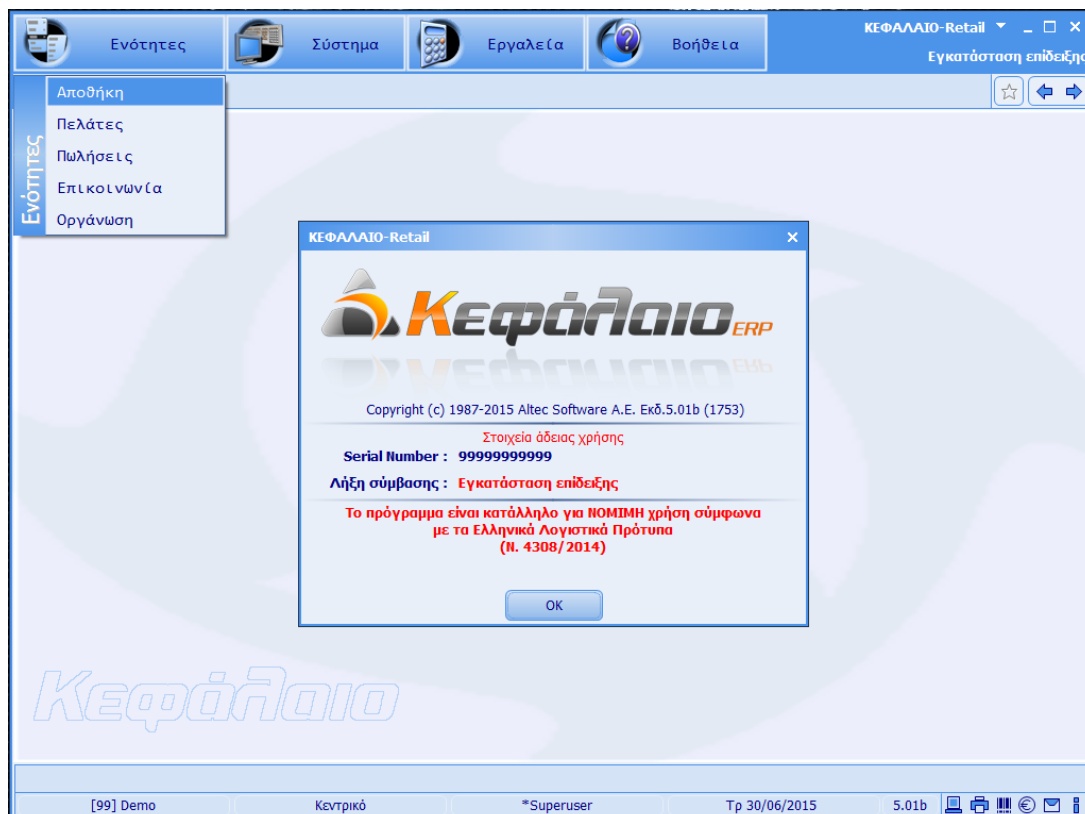 Ενότητες
Σύστημα
Εργαλεία
Βοήθεια
ΚΕΦΑΛΑΙΟ-Retail
Εγκατάσταση επίδειξης
Ενότητες
Αποθήκη
Πελάτες
Πωλήσεις
Επικοινωνία
Οργάνωση
ΚΕΦΑΛΑΙΟ-Retail
Κεφάλαιο ERP
Copyright (c) 1987-2015 Altec Software A.E. Εκδ.5.01b (1753)
Στοιχεία άδειας χρήσης
Serial Number : 99999999999
Λήξη σύμβασης : Εγκατάσταση επίδειξης
Το πρόγραμμα είναι κατάλληλο για ΝΟΜΙΜΗ χρήση σύμφωνα
με τα Ελληνικά Λογιστικά Πρότυπα
(Ν. 4308/2014)
OK
Κεφάλαιο
[99] Demo
Κεντρικό
*Superuser
Τρ 30/06/2015
5.01b